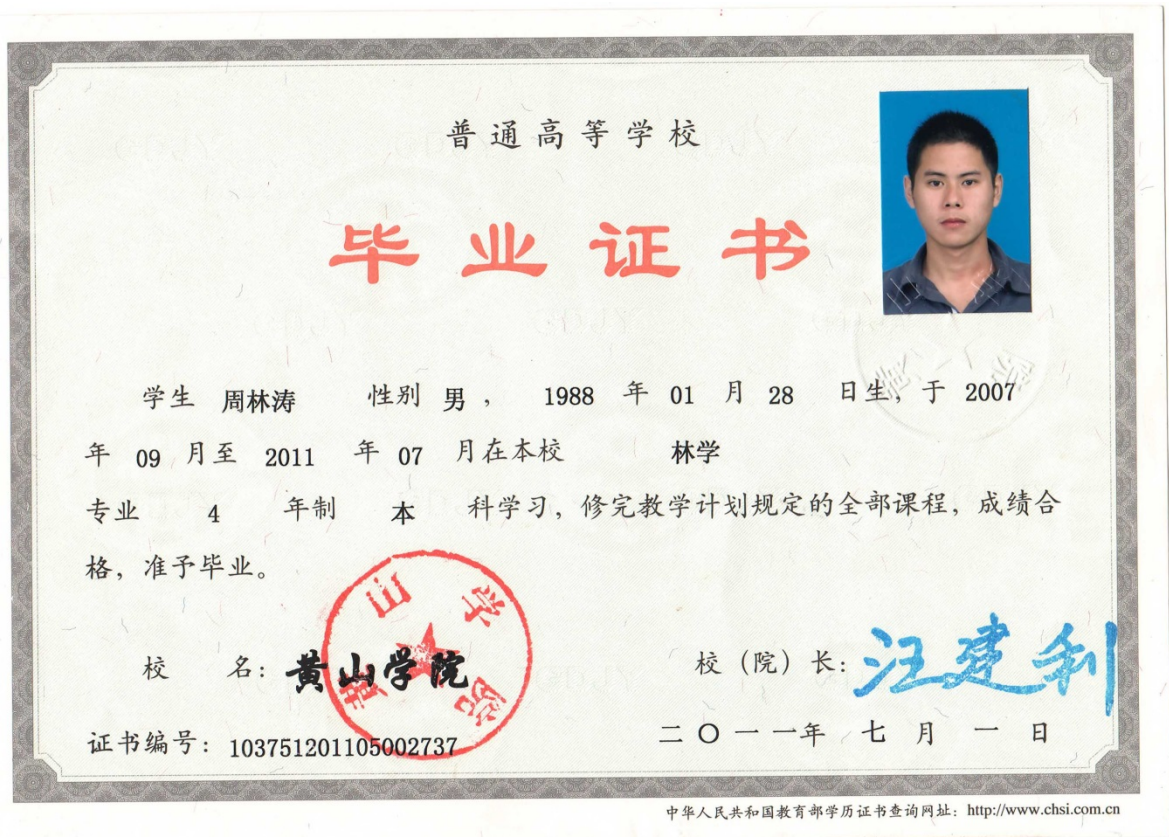 普通高等学校
毕业证书
学生 周林涛 性别 男 ， 1988 年 01 月 28 日生，于 2007
年 09 月至 2011 年 07 月在本校 林学
专业 4 年制 本 科学习，修完教学计划规定的全部课程，成绩合
格，准予毕业。
黄山学院
校 名：黄山学院 校（院）长：汪建利
证书编号：103751201105002737 二〇一一年 七 月 一 日
中华人民共和国教育部学历证书查询网址：http://www.chsi.com.cn